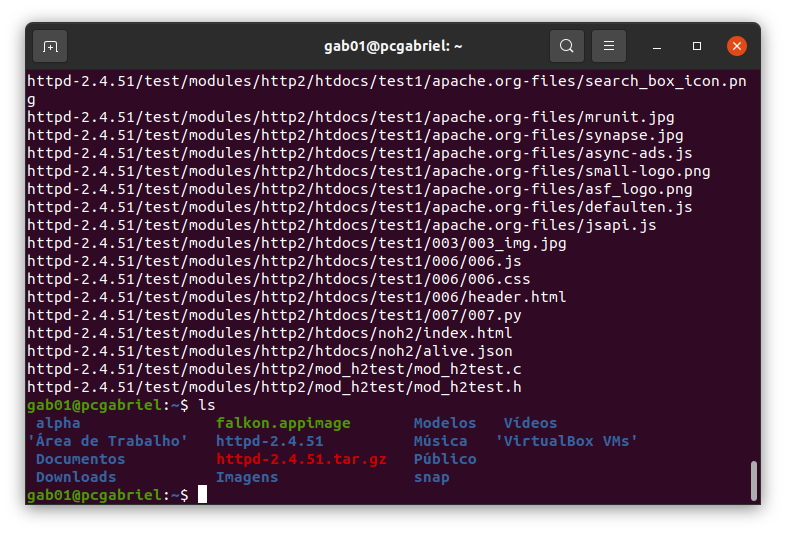 gab01@pcgabriel: ~
httpd-2.4.51/test/modules/http2/htdocs/test1/apache.org-files/search_box_icon.pn
g
httpd-2.4.51/test/modules/http2/htdocs/test1/apache.org-files/mrunit.jpg
httpd-2.4.51/test/modules/http2/htdocs/test1/apache.org-files/synapse.jpg
httpd-2.4.51/test/modules/http2/htdocs/test1/apache.org-files/async-ads.js
httpd-2.4.51/test/modules/http2/htdocs/test1/apache.org-files/small-logo.png
httpd-2.4.51/test/modules/http2/htdocs/test1/apache.org-files/asf_logo.png
httpd-2.4.51/test/modules/http2/htdocs/test1/apache.org-files/defaulten.js
httpd-2.4.51/test/modules/http2/htdocs/test1/apache.org-files/jsapi.js
httpd-2.4.51/test/modules/http2/htdocs/test1/003/003_img.jpg
httpd-2.4.51/test/modules/http2/htdocs/test1/006/006.js
httpd-2.4.51/test/modules/http2/htdocs/test1/006/006.css
httpd-2.4.51/test/modules/http2/htdocs/test1/006/header.html
httpd-2.4.51/test/modules/http2/htdocs/test1/007/007.py
httpd-2.4.51/test/modules/http2/htdocs/noh2/index.html
httpd-2.4.51/test/modules/http2/htdocs/noh2/alive.json
httpd-2.4.51/test/modules/http2/mod_h2test/mod_h2test.c
httpd-2.4.51/test/modules/http2/mod_h2test/mod_h2test.h
gab01@pcgabriel:~$ ls
 alpha               falkon.appimage       Modelos   Vídeos
'Área de Trabalho'   httpd-2.4.51          Música   'VirtualBox VMs'
 Documentos          httpd-2.4.51.tar.gz   Público
 Downloads           Imagens               snap
gab01@pcgabriel:~$